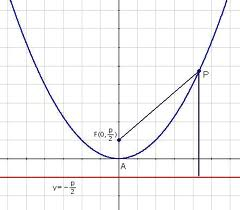 P
F(0, p/2)
A
y = - p/2